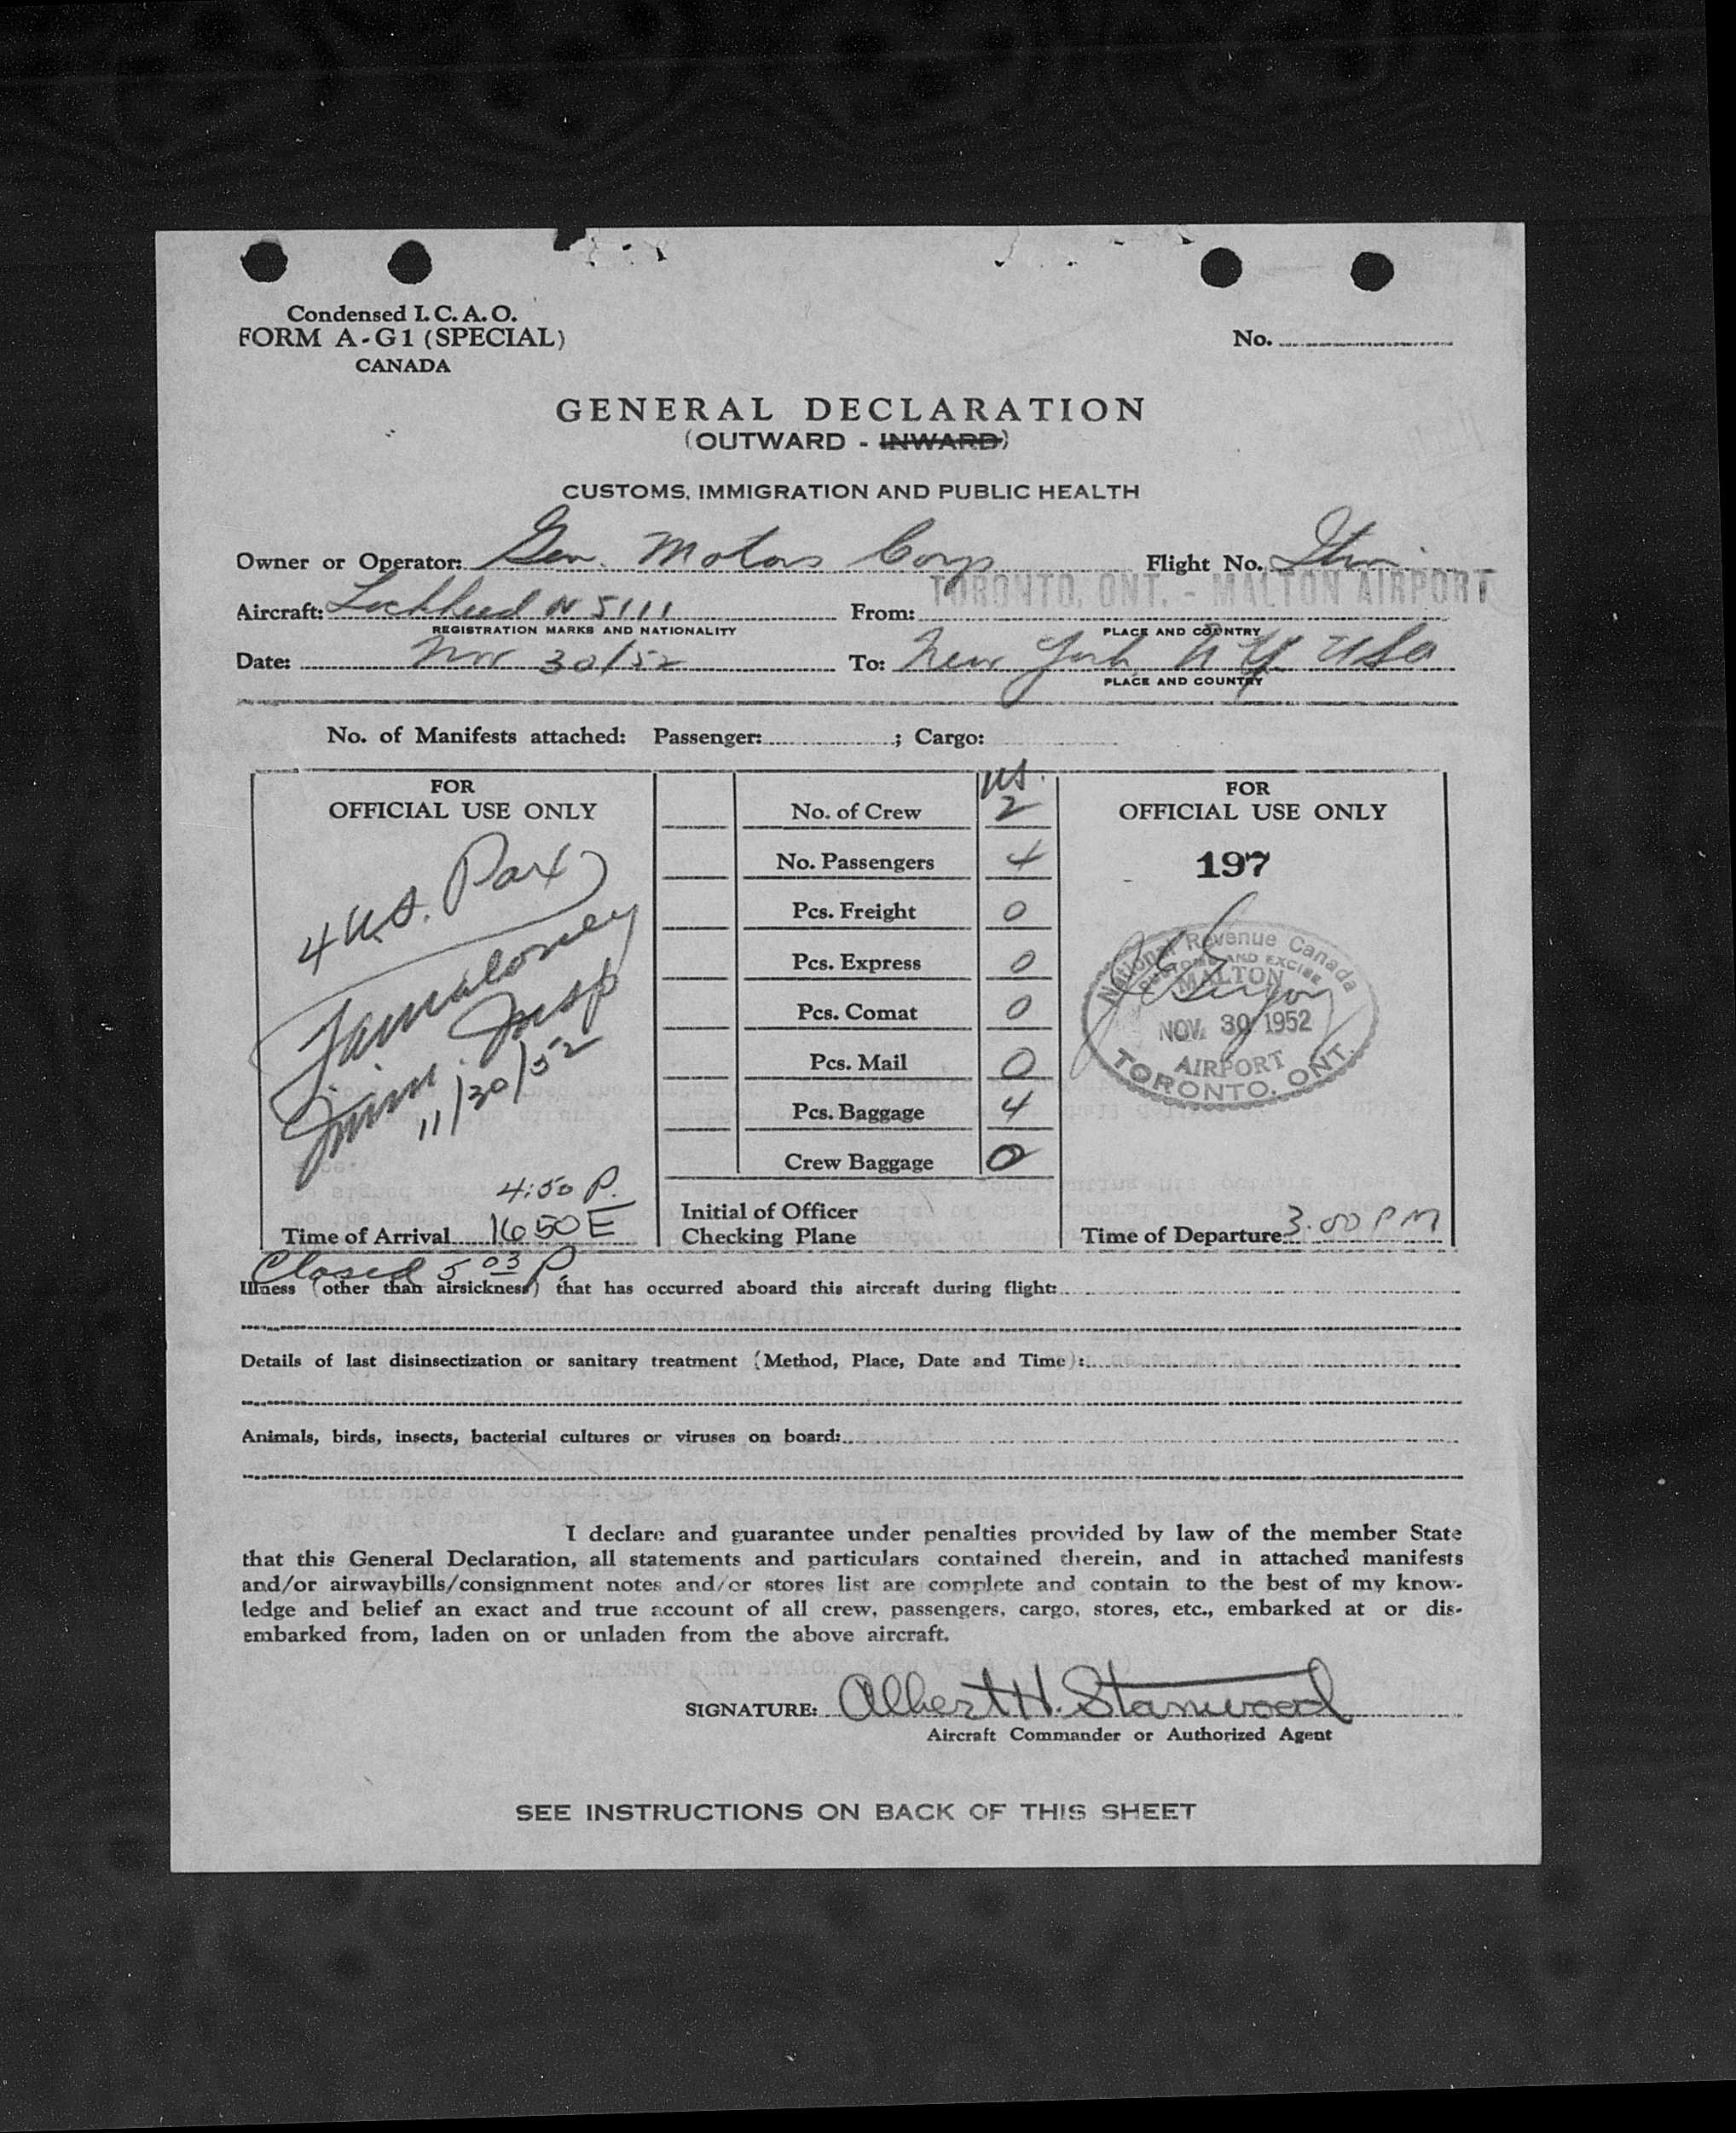 Condensed I.C.A.O.
FORM A-G1 (SPECIAL)
CANADA
No.
GENERAL DECLARATION
(OUTWARD - INWARD)
CUSTOMS, IMMIGRATION AND PUBLIC HEALTH
Owner or Operator: Gen. Motors Corp Flight No.
Aircraft: Lockheed N5111 From: TORONTO, ONT. - MALTON AIRPORT
REGISTRATION MARKS AND NATIONALITY PLACE AND COUNTRY
Date: Nov 30/52 To: New York N.Y. USA
PLACE AND COUNTRY
No. of Manifests attached: Passenger: ; Cargo:
FOR
OFFICIAL USE ONLY
4 U.S. Pax
Imm. Insp
11/30/52
4:50 P.
Time of Arrival 1650E
Closed 5 03 P.
US.
No. of Crew 2
No. Passengers 4
Pcs. Freight 0
Pcs. Express 0
Pcs. Comat 0
Pcs. Mail 0
Pcs. Baggage 4
Crew Baggage 0
Initial of Officer
Checking Plane
FOR
OFFICIAL USE ONLY
197
National Revenue Canada
CUSTOMS AND EXCISE
MALTON
NOV. 30 1952
AIRPORT
TORONTO, ONT.
Time of Departure 3.00 PM
Illness (other than airsickness) that has occurred aboard this aircraft during flight:
Details of last disinsectization or sanitary treatment (Method, Place, Date and Time):
Animals, birds, insects, bacterial cultures or viruses on board:
I declare and guarantee under penalties provided by law of the member State
that this General Declaration, all statements and particulars contained therein, and in attached manifests
and/or airwaybills/consignment notes and/or stores list are complete and contain to the best of my know-
ledge and belief an exact and true account of all crew, passengers, cargo, stores, etc., embarked at or dis-
embarked from, laden on or unladen from the above aircraft.
SIGNATURE: Albert H. Stanwood
Aircraft Commander or Authorized Agent
SEE INSTRUCTIONS ON BACK OF THIS SHEET